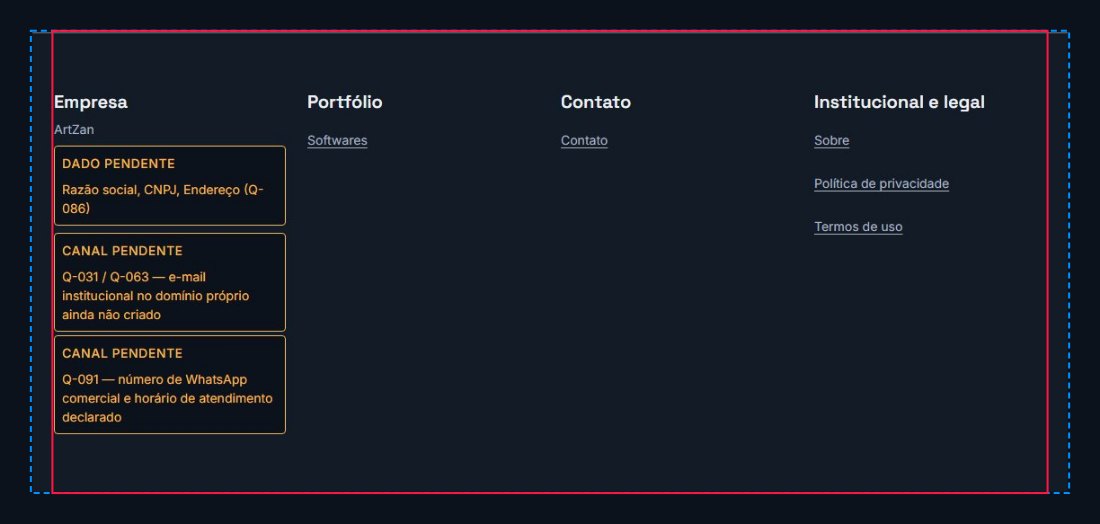 Empresa
ArtZan
DADO PENDENTE
Razão social, CNPJ, Endereço (Q-
086)
CANAL PENDENTE
Q-031 / Q-063 — e-mail
institucional no domínio próprio
ainda não criado
CANAL PENDENTE
Q-091 — número de WhatsApp
comercial e horário de atendimento
declarado
Portfólio
Softwares
Contato
Contato
Institucional e legal
Sobre
Política de privacidade
Termos de uso